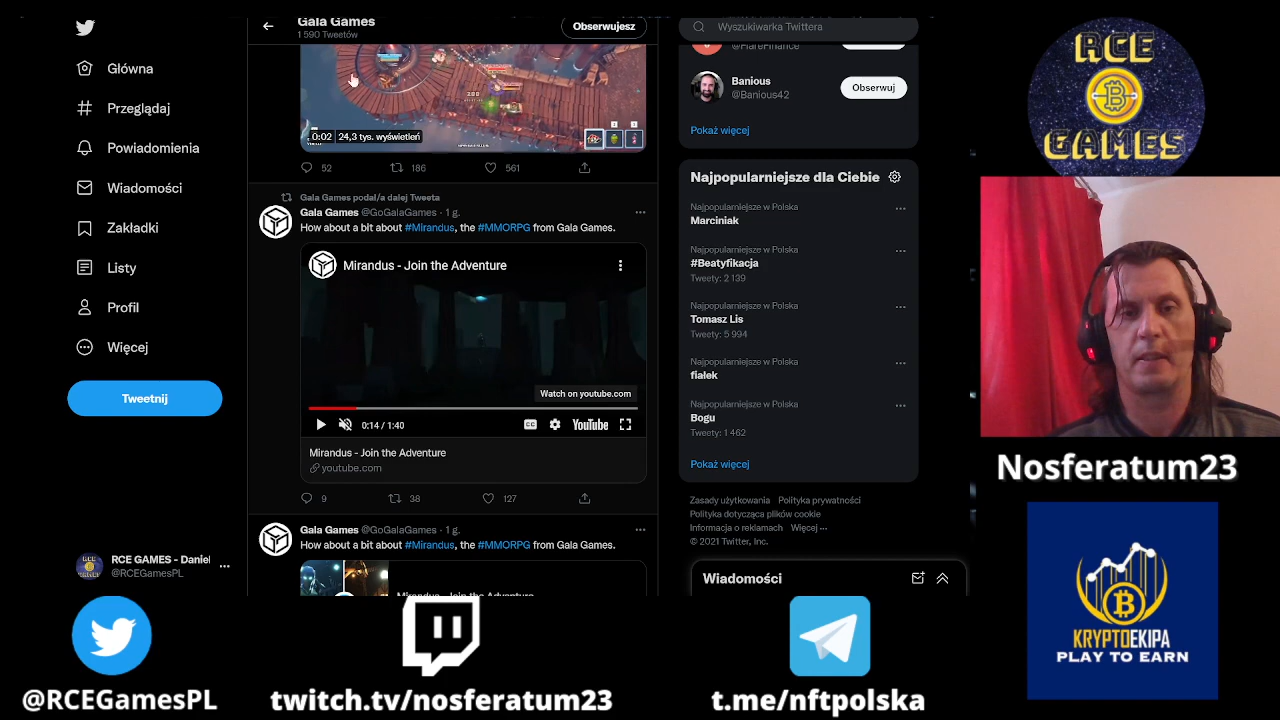 Główna
Przeglądaj
Powiadomienia
Wiadomości
Zakładki
Listy
Profil
Więcej
Tweetnij
RCE GAMES - Daniel
@RCEGamesPL
Gala Games
1 590 Tweetów
Obserwujesz
0:02 24,3 tys. wyświetleń
52 186 561
Gala Games podał/a dalej Tweeta
Gala Games @GoGalaGames · 1 g.
How about a bit about #Mirandus, the #MMORPG from Gala Games.
Mirandus - Join the Adventure
Watch on youtube.com
0:14 / 1:40
CC
YouTube
Mirandus - Join the Adventure
youtube.com
9 38 127
Gala Games @GoGalaGames · 1 g.
How about a bit about #Mirandus, the #MMORPG from Gala Games.
Wyszukiwarka Twittera
@FlareFinance
Banious
@Banious42
Obserwuj
Pokaż więcej
Najpopularniejsze dla Ciebie
Najpopularniejsze w Polska
Marciniak
Najpopularniejsze w Polska
#Beatyfikacja
Tweety: 2 139
Najpopularniejsze w Polska
Tomasz Lis
Tweety: 5 994
Najpopularniejsze w Polska
fiałek
Najpopularniejsze w Polska
Bogu
Tweety: 1 462
Pokaż więcej
Zasady użytkowania Polityka prywatności
Polityka dotycząca plików cookie
Informacja o reklamach Więcej ···
© 2021 Twitter, Inc.
Wiadomości
RCE
GAMES
Nosferatum23
KRYPTOEKIPA
PLAY TO EARN
@RCEGamesPL
twitch.tv/nosferatum23
t.me/nftpolska